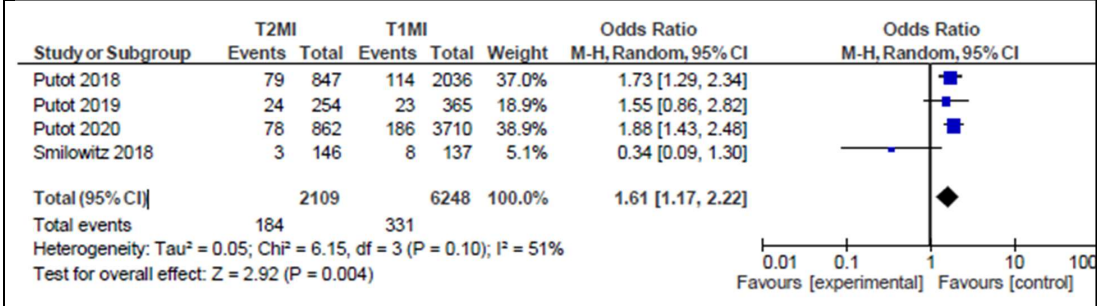 T2MI T1MI Odds Ratio Odds Ratio
Study or Subgroup Events Total Events Total Weight M-H, Random, 95% CI M-H, Random, 95% CI
Putot 2018 79 847 114 2036 37.0% 1.73 [1.29, 2.34]
Putot 2019 24 254 23 365 18.9% 1.55 [0.86, 2.82]
Putot 2020 78 862 186 3710 38.9% 1.88 [1.43, 2.48]
Smilowitz 2018 3 146 8 137 5.1% 0.34 [0.09, 1.30]
Total (95% CI) 2109 6248 100.0% 1.61 [1.17, 2.22]
Total events 184 331
Heterogeneity: Tau² = 0.05; Chi² = 6.15, df = 3 (P = 0.10); I² = 51%
Test for overall effect: Z = 2.92 (P = 0.004)
0.01 0.1 1 10 100
Favours [experimental] Favours [control]